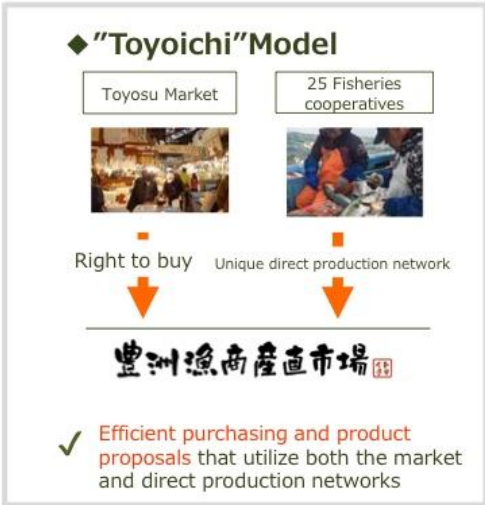 ◆"Toyoichi"Model
Toyosu Market
25 Fisheries
cooperatives
Right to buy
Unique direct production network
豊洲漁商産直市場
✓ Efficient purchasing and product
proposals that utilize both the market
and direct production networks